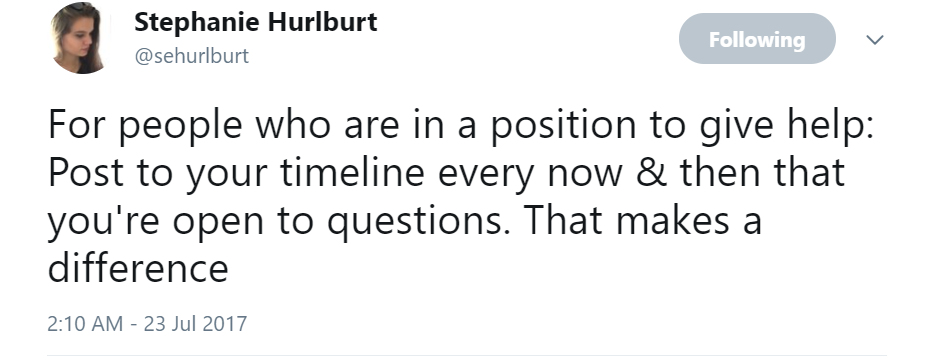 Stephanie Hurlburt
@sehurlburt
Following
For people who are in a position to give help:
Post to your timeline every now & then that
you're open to questions. That makes a
difference
2:10 AM - 23 Jul 2017